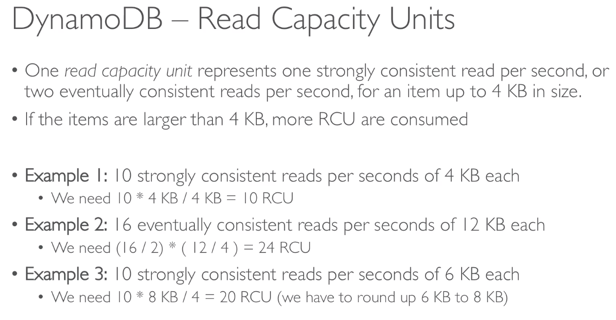 DynamoDB – Read Capacity Units
• One read capacity unit represents one strongly consistent read per second, or
two eventually consistent reads per second, for an item up to 4 KB in size.
• If the items are larger than 4 KB, more RCU are consumed
• Example 1: 10 strongly consistent reads per seconds of 4 KB each
• We need 10 * 4 KB / 4 KB = 10 RCU
• Example 2: 16 eventually consistent reads per seconds of 12 KB each
• We need (16 / 2) * ( 12 / 4 ) = 24 RCU
• Example 3: 10 strongly consistent reads per seconds of 6 KB each
• We need 10 * 8 KB / 4 = 20 RCU (we have to round up 6 KB to 8 KB)